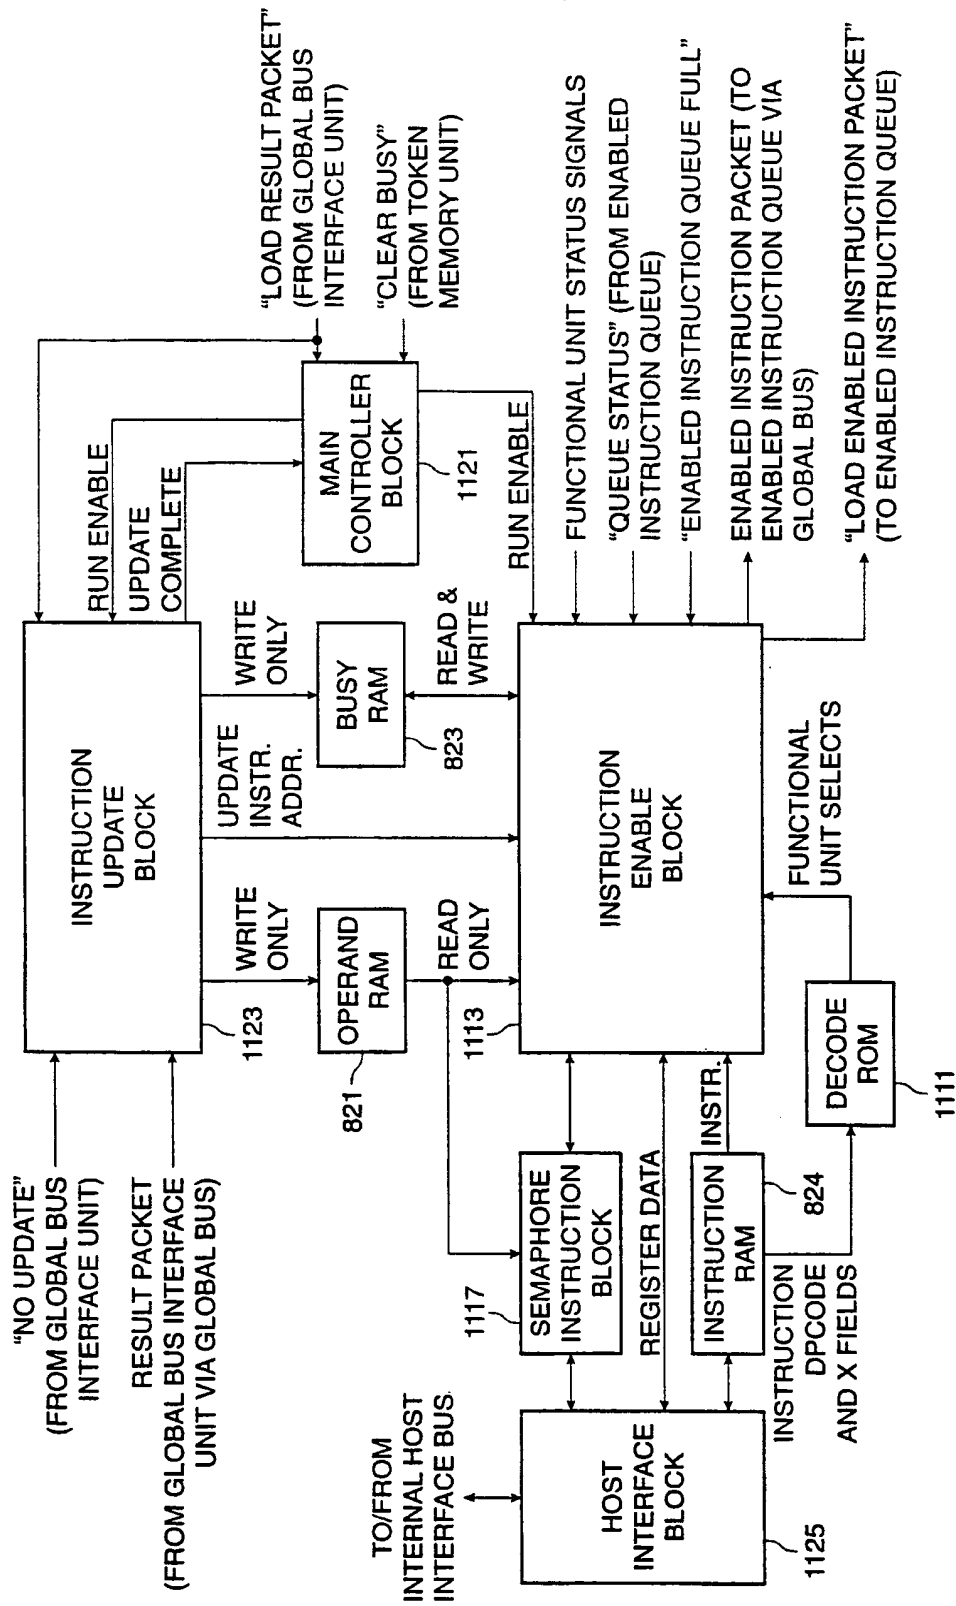 "NO UPDATE"
(FROM GLOBAL BUS
INTERFACE UNIT)
RESULT PACKET
(FROM GLOBAL BUS INTERFACE
UNIT VIA GLOBAL BUS)
INSTRUCTION
UPDATE
BLOCK
1123
RUN ENABLE
UPDATE
COMPLETE
"LOAD RESULT PACKET"
(FROM GLOBAL BUS
INTERFACE UNIT)
"CLEAR BUSY"
(FROM TOKEN
MEMORY UNIT)
MAIN
CONTROLLER
BLOCK
1121
RUN ENABLE
WRITE
ONLY
OPERAND
RAM
821
READ
ONLY
UPDATE
INSTR.
ADDR.
WRITE
ONLY
BUSY
RAM
823
READ &
WRITE
TO/FROM
INTERNAL HOST
INTERFACE BUS
HOST
INTERFACE
BLOCK
1125
SEMAPHORE
INSTRUCTION
BLOCK
1117
REGISTER DATA
INSTRUCTION
RAM
824
INSTR.
INSTRUCTION
DPCODE
AND X FIELDS
DECODE
ROM
1111
FUNCTIONAL
UNIT SELECTS
INSTRUCTION
ENABLE
BLOCK
1113
FUNCTIONAL UNIT STATUS SIGNALS
"QUEUE STATUS" (FROM ENABLED
INSTRUCTION QUEUE)
"ENABLED INSTRUCTION QUEUE FULL"
ENABLED INSTRUCTION PACKET (TO
ENABLED INSTRUCTION QUEUE VIA
GLOBAL BUS)
"LOAD ENABLED INSTRUCTION PACKET"
(TO ENABLED INSTRUCTION QUEUE)